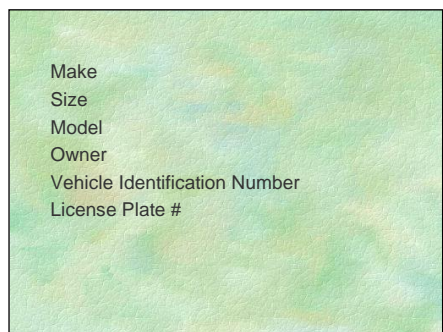 Make
Size
Model
Owner
Vehicle Identification Number
License Plate #